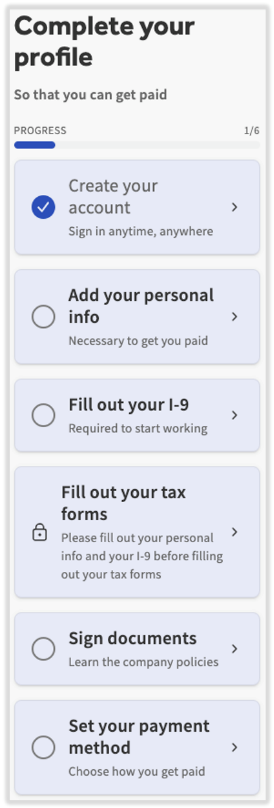 Complete your
profile
So that you can get paid
PROGRESS 1/6
Create your
account
Sign in anytime, anywhere
Add your personal
info
Necessary to get you paid
Fill out your I-9
Required to start working
Fill out your tax
forms
Please fill out your personal
info and your I-9 before filling
out your tax forms
Sign documents
Learn the company policies
Set your payment
method
Choose how you get paid